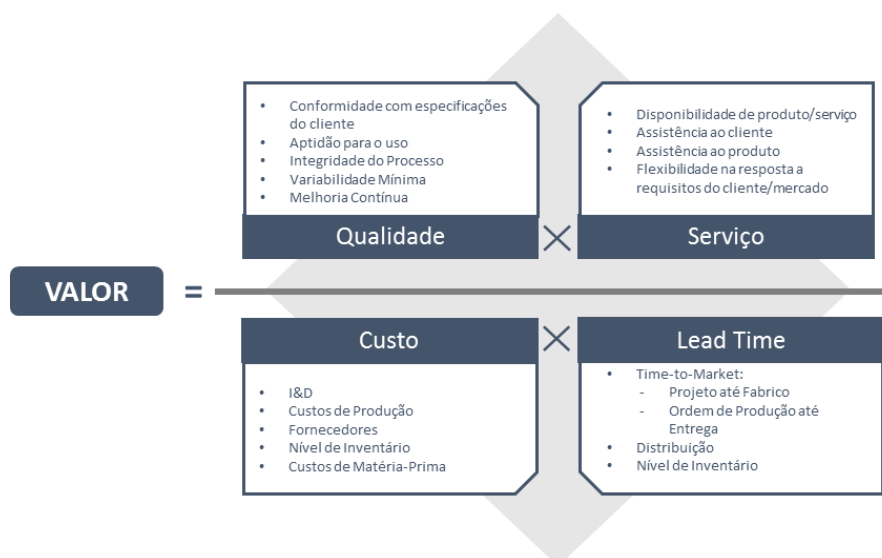 • Conformidade com especificações
do cliente
• Aptidão para o uso
• Integridade do Processo
• Variabilidade Mínima
• Melhoria Contínua
Qualidade
×
• Disponibilidade de produto/serviço
• Assistência ao cliente
• Assistência ao produto
• Flexibilidade na resposta a
requisitos do cliente/mercado
Serviço
VALOR =
Custo
• I&D
• Custos de Produção
• Fornecedores
• Nível de Inventário
• Custos de Matéria-Prima
×
Lead Time
• Time-to-Market:
- Projeto até Fabrico
- Ordem de Produção até
Entrega
• Distribuição
• Nível de Inventário